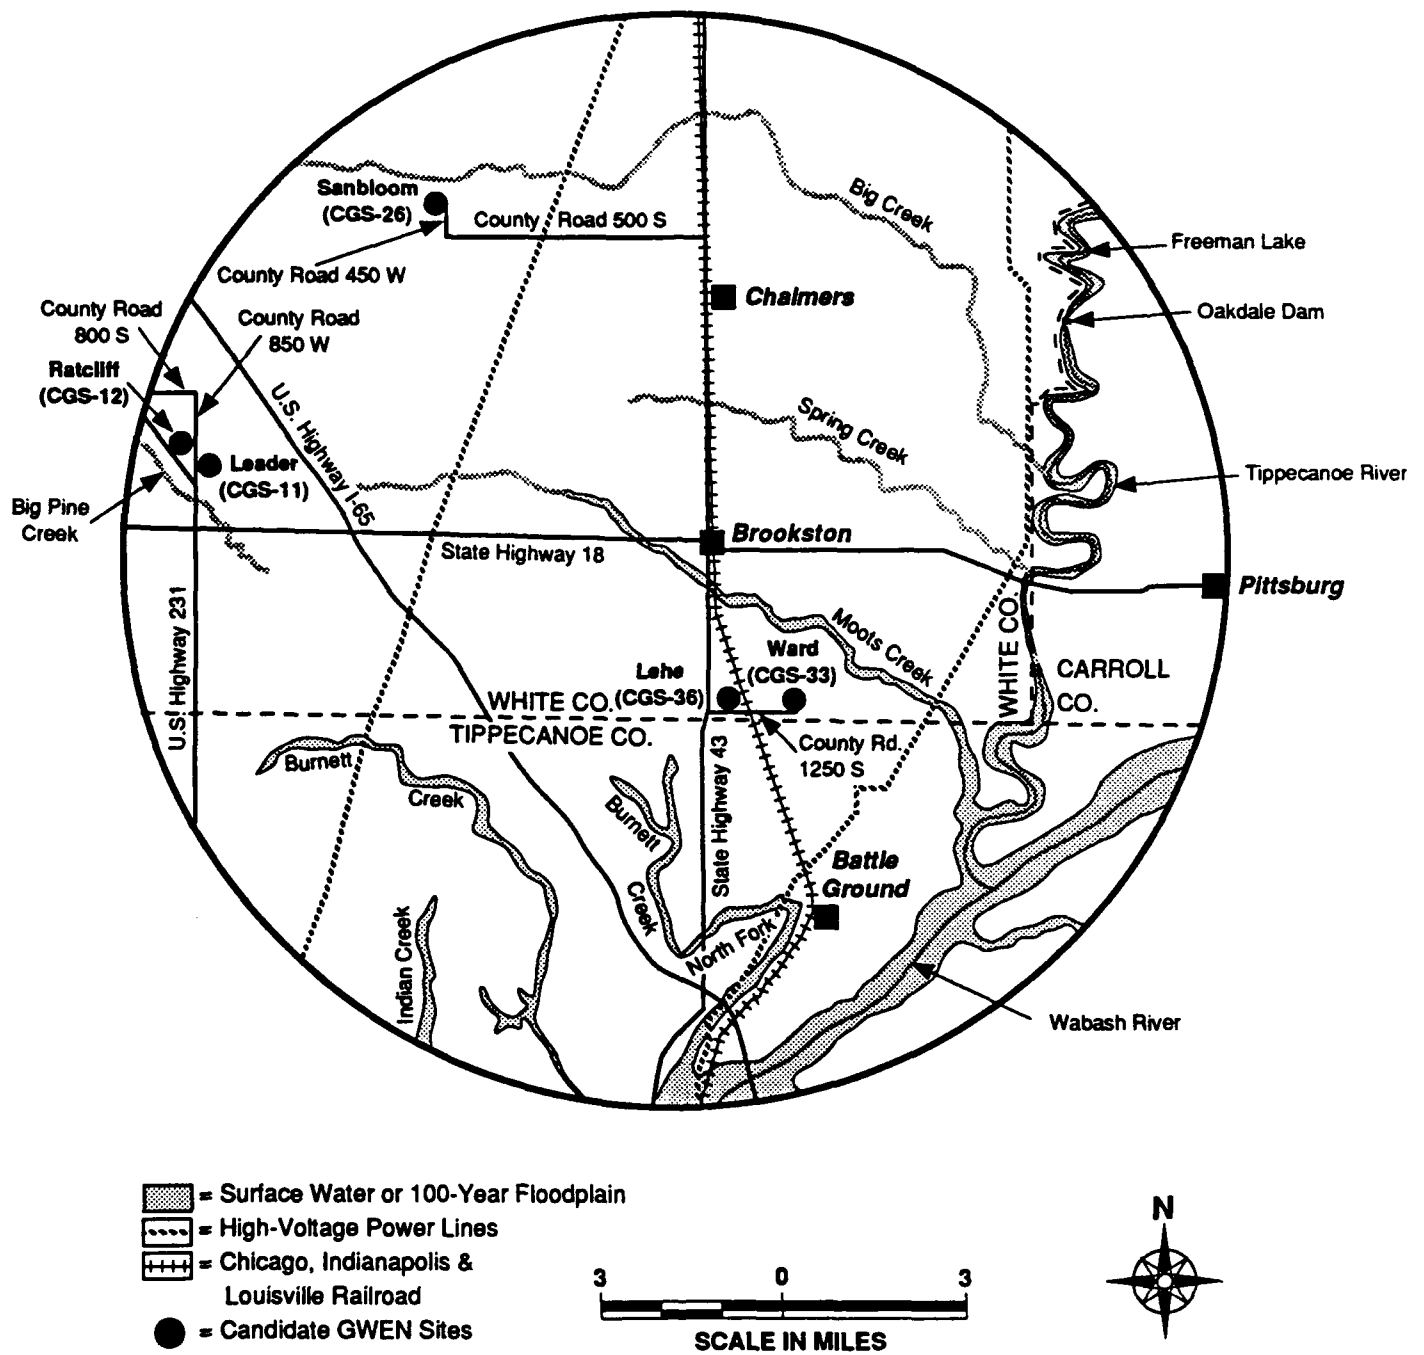 Big Creek
Sanbloom
(CGS-26)
County Road 500 S
Freeman Lake
County Road 450 W
Chalmers
County Road
800 S
County Road
850 W
Oakdale Dam
Ratcliff
(CGS-12)
U.S. Highway I-65
Spring Creek
Leader
(CGS-11)
Tippecanoe River
Big Pine
Creek
Brookston
State Highway 18
Pittsburg
U.S. Highway 231
Moots Creek
WHITE CO.
Ward
(CGS-33)
Lehe
(CGS-36)
CARROLL
CO.
WHITE CO.
TIPPECANOE CO.
County Rd.
1250 S
Burnett
Creek
Burnett
Creek
State Highway 43
Battle
Ground
Indian Creek
North Fork
Wabash River
= Surface Water or 100-Year Floodplain
= High-Voltage Power Lines
= Chicago, Indianapolis &
Louisville Railroad
= Candidate GWEN Sites
3 0 3
SCALE IN MILES
N